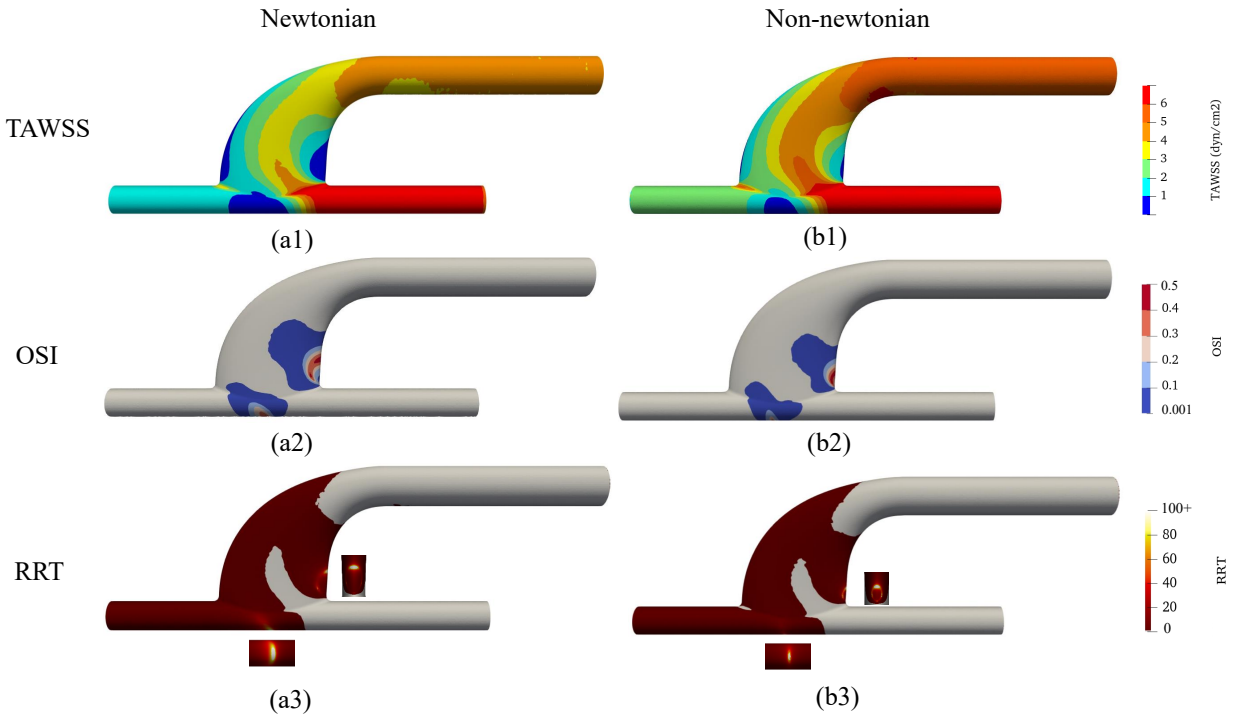 Newtonian
Non-newtonian
TAWSS
6
5
4
3
2
1
TAWSS (dyn/cm2)
(a1)
(b1)
OSI
0.5
0.4
0.3
0.2
0.1
0.001
OSI
(a2)
(b2)
RRT
100+
80
60
40
20
0
RRT
(a3)
(b3)